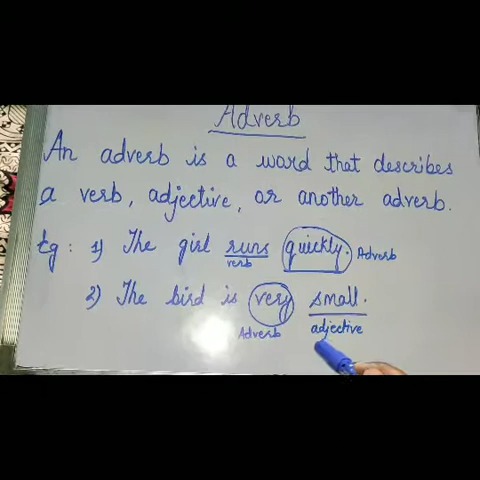 Adverb
An adverb is a word that describes
a verb, adjective, or another adverb.
Eg : 1) The girl runs quickly. Adverb
verb
2) The bird is very small.
Adverb adjective